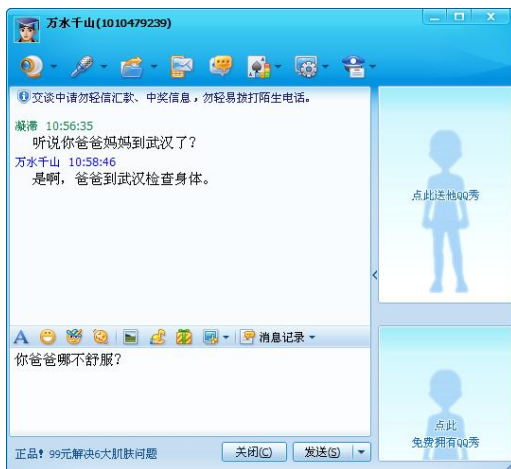 万水千山(1010479239)
交谈中请勿轻信汇款、中奖信息，勿轻易拨打陌生电话。
凝滞 10:56:35
听说你爸爸妈妈到武汉了？
万水千山 10:58:46
是啊，爸爸到武汉检查身体。
点此送他QQ秀
A
消息记录
你爸爸哪不舒服？
点此
免费拥有QQ秀
正品！99元解决6大肌肤问题
关闭(C) 发送(S)